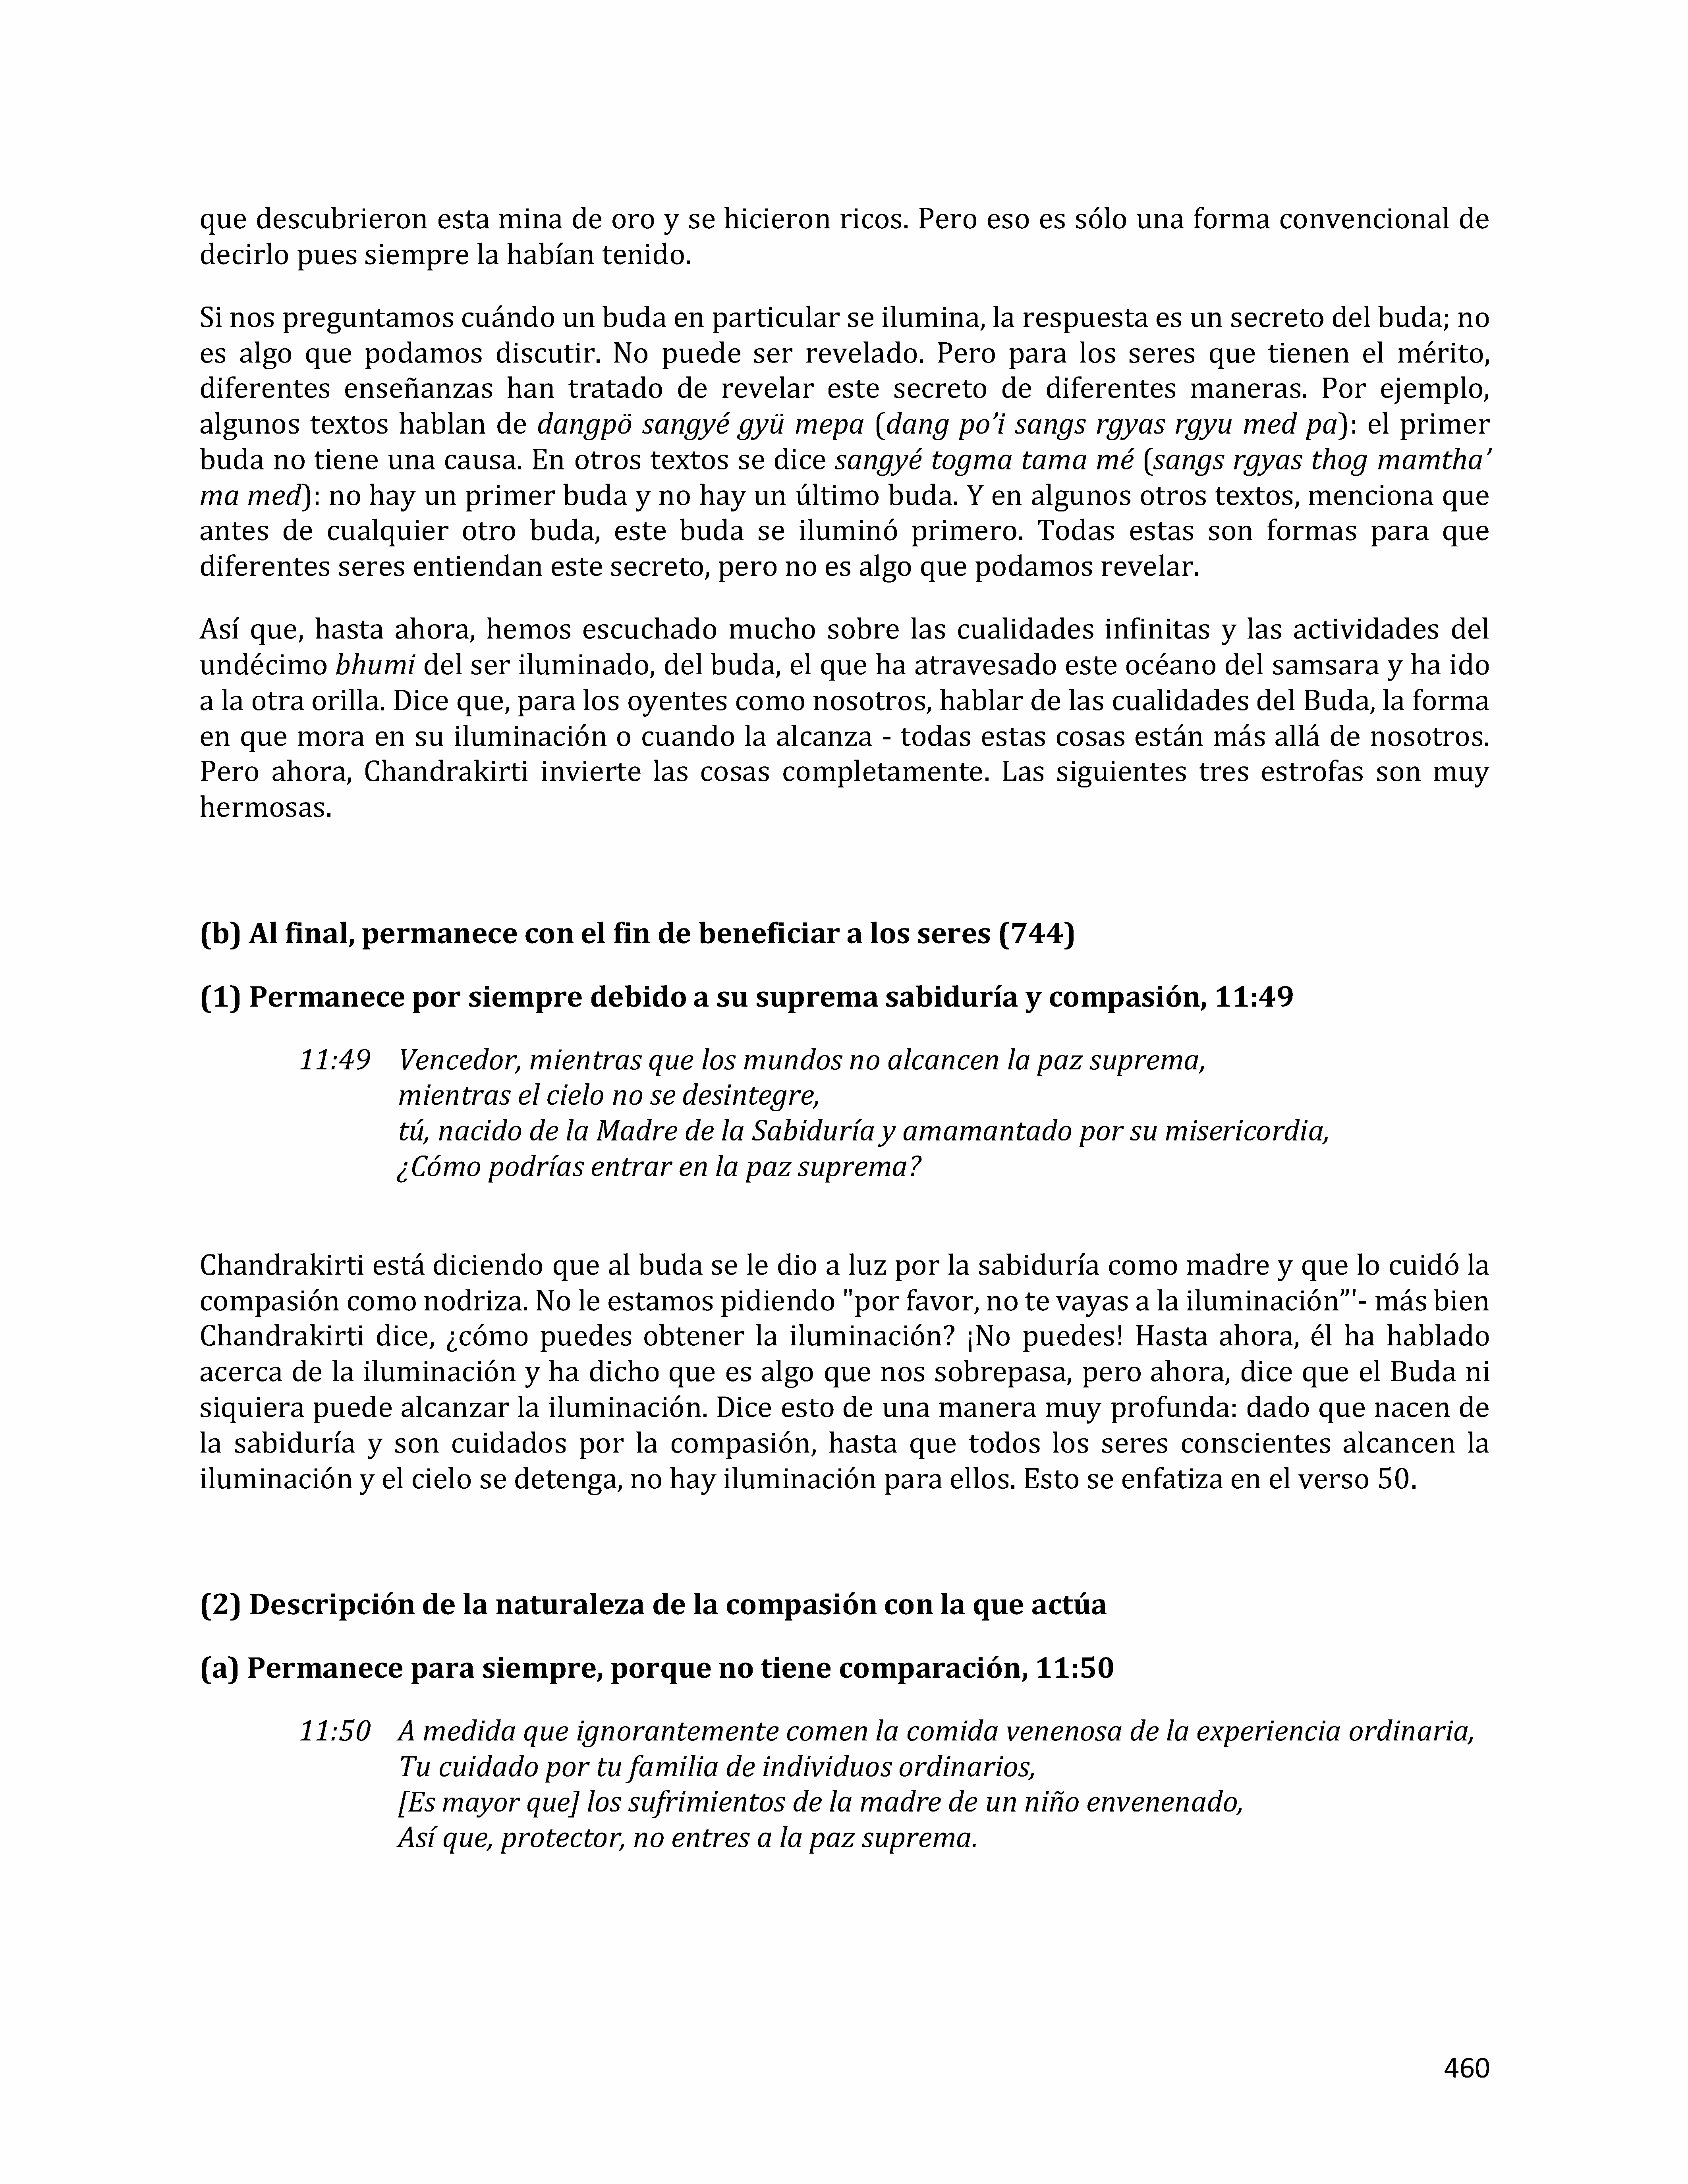 que descubrieron esta mina de oro y se hicieron ricos. Pero eso es sólo una forma convencional de
decirlo pues siempre la habían tenido.
Si nos preguntamos cuándo un buda en particular se ilumina, la respuesta es un secreto del buda; no
es algo que podamos discutir. No puede ser revelado. Pero para los seres que tienen el mérito,
diferentes enseñanzas han tratado de revelar este secreto de diferentes maneras. Por ejemplo,
algunos textos hablan de dangpö sangyé gyü mepa (dang po’i sangs rgyas rgyu med pa): el primer
buda no tiene una causa. En otros textos se dice sangyé togma tama mé (sangs rgyas thog mamtha’
ma med): no hay un primer buda y no hay un último buda. Y en algunos otros textos, menciona que
antes de cualquier otro buda, este buda se iluminó primero. Todas estas son formas para que
diferentes seres entiendan este secreto, pero no es algo que podamos revelar.
Así que, hasta ahora, hemos escuchado mucho sobre las cualidades infinitas y las actividades del
undécimo bhumi del ser iluminado, del buda, el que ha atravesado este océano del samsara y ha ido
a la otra orilla. Dice que, para los oyentes como nosotros, hablar de las cualidades del Buda, la forma
en que mora en su iluminación o cuando la alcanza - todas estas cosas están más allá de nosotros.
Pero ahora, Chandrakirti invierte las cosas completamente. Las siguientes tres estrofas son muy
hermosas.
(b) Al final, permanece con el fin de beneficiar a los seres (744)
(1) Permanece por siempre debido a su suprema sabiduría y compasión, 11:49
11:49 Vencedor, mientras que los mundos no alcancen la paz suprema,
mientras el cielo no se desintegre,
tú, nacido de la Madre de la Sabiduría y amamantado por su misericordia,
¿Cómo podrías entrar en la paz suprema?
Chandrakirti está diciendo que al buda se le dio a luz por la sabiduría como madre y que lo cuidó la
compasión como nodriza. No le estamos pidiendo "por favor, no te vayas a la iluminación”'- más bien
Chandrakirti dice, ¿cómo puedes obtener la iluminación? ¡No puedes! Hasta ahora, él ha hablado
acerca de la iluminación y ha dicho que es algo que nos sobrepasa, pero ahora, dice que el Buda ni
siquiera puede alcanzar la iluminación. Dice esto de una manera muy profunda: dado que nacen de
la sabiduría y son cuidados por la compasión, hasta que todos los seres conscientes alcancen la
iluminación y el cielo se detenga, no hay iluminación para ellos. Esto se enfatiza en el verso 50.
(2) Descripción de la naturaleza de la compasión con la que actúa
(a) Permanece para siempre, porque no tiene comparación, 11:50
11:50 A medida que ignorantemente comen la comida venenosa de la experiencia ordinaria,
Tu cuidado por tu familia de individuos ordinarios,
[Es mayor que] los sufrimientos de la madre de un niño envenenado,
Así que, protector, no entres a la paz suprema.
460